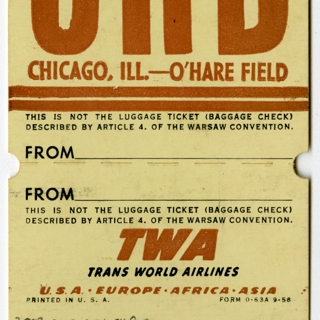 ORD
CHICAGO, ILL.—O'HARE FIELD
THIS IS NOT THE LUGGAGE TICKET (BAGGAGE CHECK)
DESCRIBED BY ARTICLE 4. OF THE WARSAW CONVENTION.
FROM
FROM
THIS IS NOT THE LUGGAGE TICKET (BAGGAGE CHECK)
DESCRIBED BY ARTICLE 4. OF THE WARSAW CONVENTION.
TWA
TRANS WORLD AIRLINES
U.S.A. · EUROPE · AFRICA · ASIA
PRINTED IN U. S. A. FORM O-63A 9-58